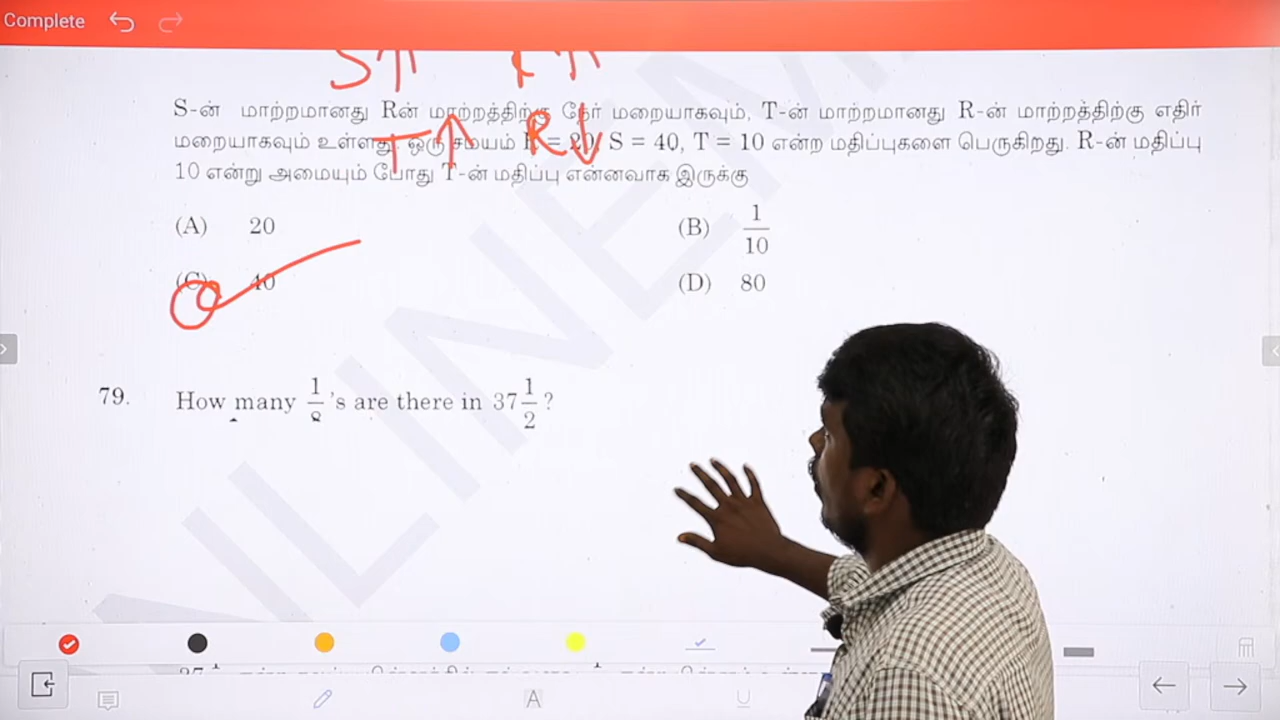 Complete
S R
S-ன் மாற்றமானது Rன் மாற்றத்திற்கு நேர் மறையாகவும், T-ன் மாற்றமானது R-ன் மாற்றத்திற்கு எதிர்
மறையாகவும் உள்ளது. ஒரு சமயம் = 20, S = 40, T = 10 என்ற மதிப்புகளை பெறுகிறது. R-ன் மதிப்பு
T R
10 என்று அமையும் போது T-ன் மதிப்பு என்னவாக இருக்கு
(A) 20 (B) 1/10
(C) 40 (D) 80
79. How many 1/8's are there in 37 1/2 ?
A U